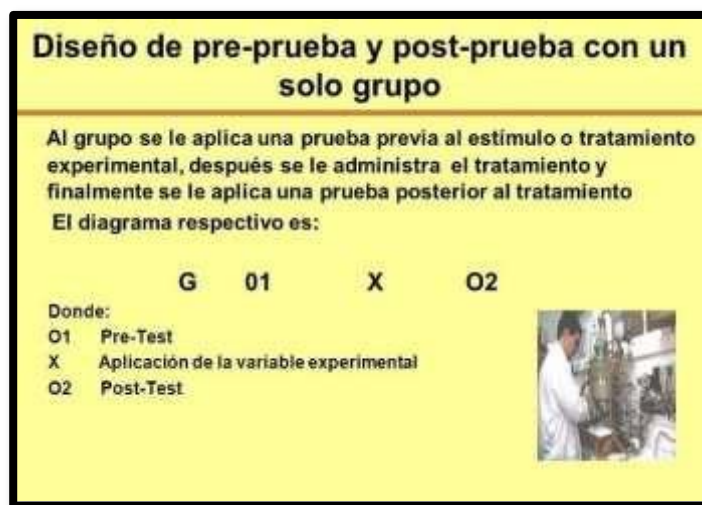 Diseño de pre-prueba y post-prueba con un
solo grupo
Al grupo se le aplica una prueba previa al estímulo o tratamiento
experimental, después se le administra el tratamiento y
finalmente se le aplica una prueba posterior al tratamiento
El diagrama respectivo es:
G 01 X O2
Donde:
O1 Pre-Test
X Aplicación de la variable experimental
O2 Post-Test